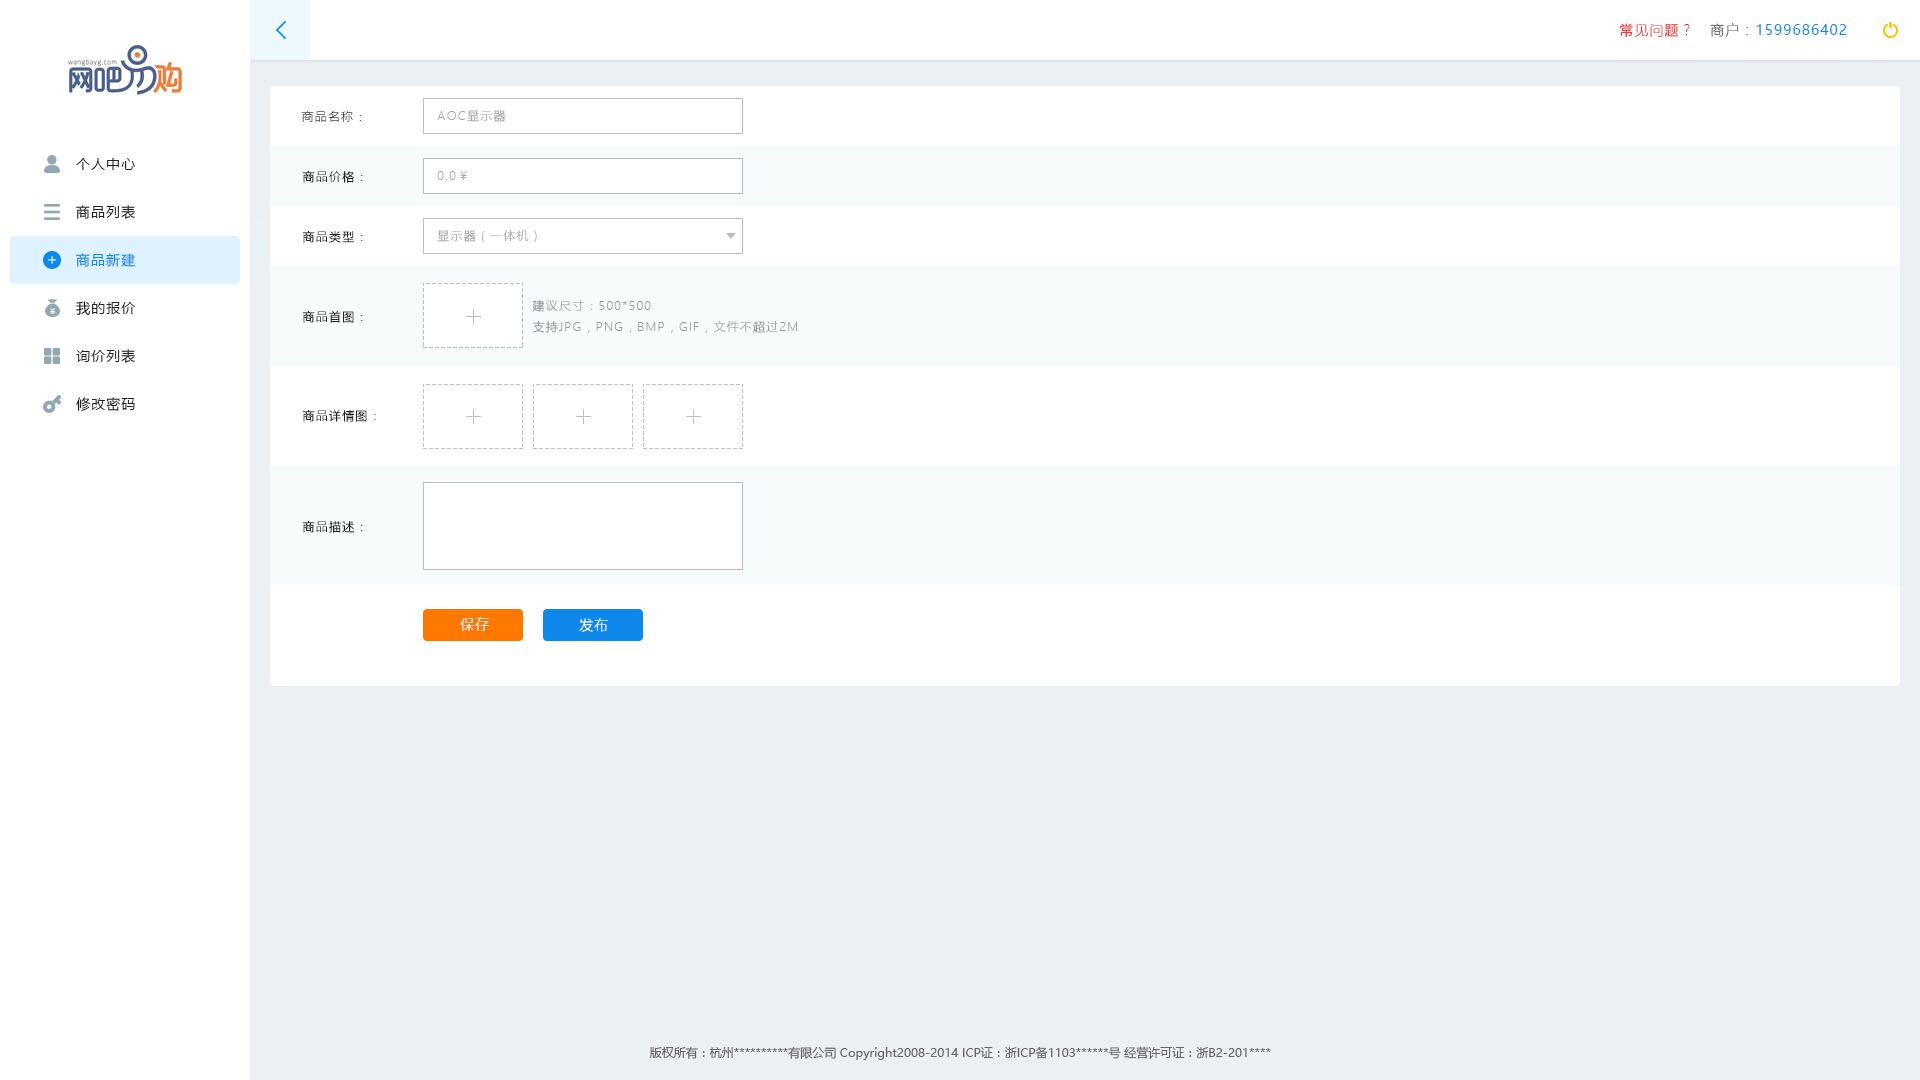 常见问题？ 商户：1599686402
wangbayg.com
网吧易购
个人中心
商品列表
商品新建
我的报价
询价列表
修改密码
商品名称： AOC显示器
商品价格： 0.0 ¥
商品类型： 显示器（一体机）
商品首图：
建议尺寸：500*500
支持JPG，PNG，BMP，GIF，文件不超过2M
商品详情图：
商品描述：
保存 发布
版权所有：杭州**********有限公司 Copyright2008-2014 ICP证：浙ICP备1103******号 经营许可证：浙B2-201****